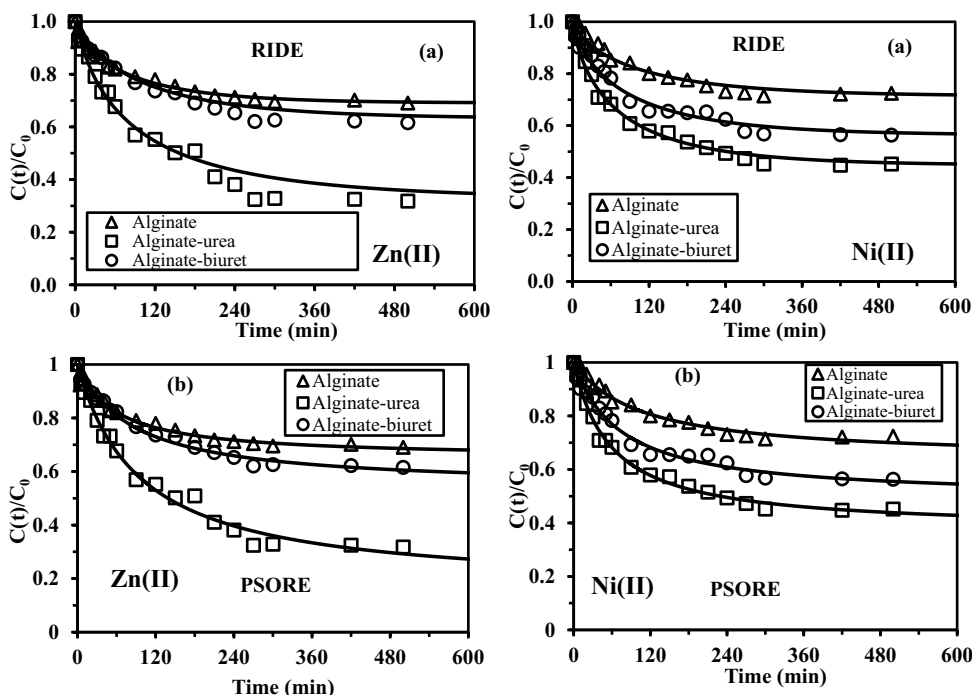 1.0
0.8
0.6
0.4
0.2
0.0
C(t)/C0
RIDE
(a)
Alginate
Alginate-urea
Alginate-biuret
Zn(II)
0 120 240 360 480 600
Time (min)
1.0
0.8
0.6
0.4
0.2
0.0
C(t)/C0
RIDE
(a)
Alginate
Alginate-urea
Alginate-biuret
Ni(II)
0 120 240 360 480 600
Time (min)
1
0.8
0.6
0.4
0.2
0
C(t)/C0
(b)
Alginate
Alginate-urea
Alginate-biuret
Zn(II)
PSORE
0 120 240 360 480 600
Time (min)
1
0.8
0.6
0.4
0.2
0
C(t)/C0
(b)
Alginate
Alginate-urea
Alginate-biuret
Ni(II)
PSORE
0 120 240 360 480 600
Time (min)